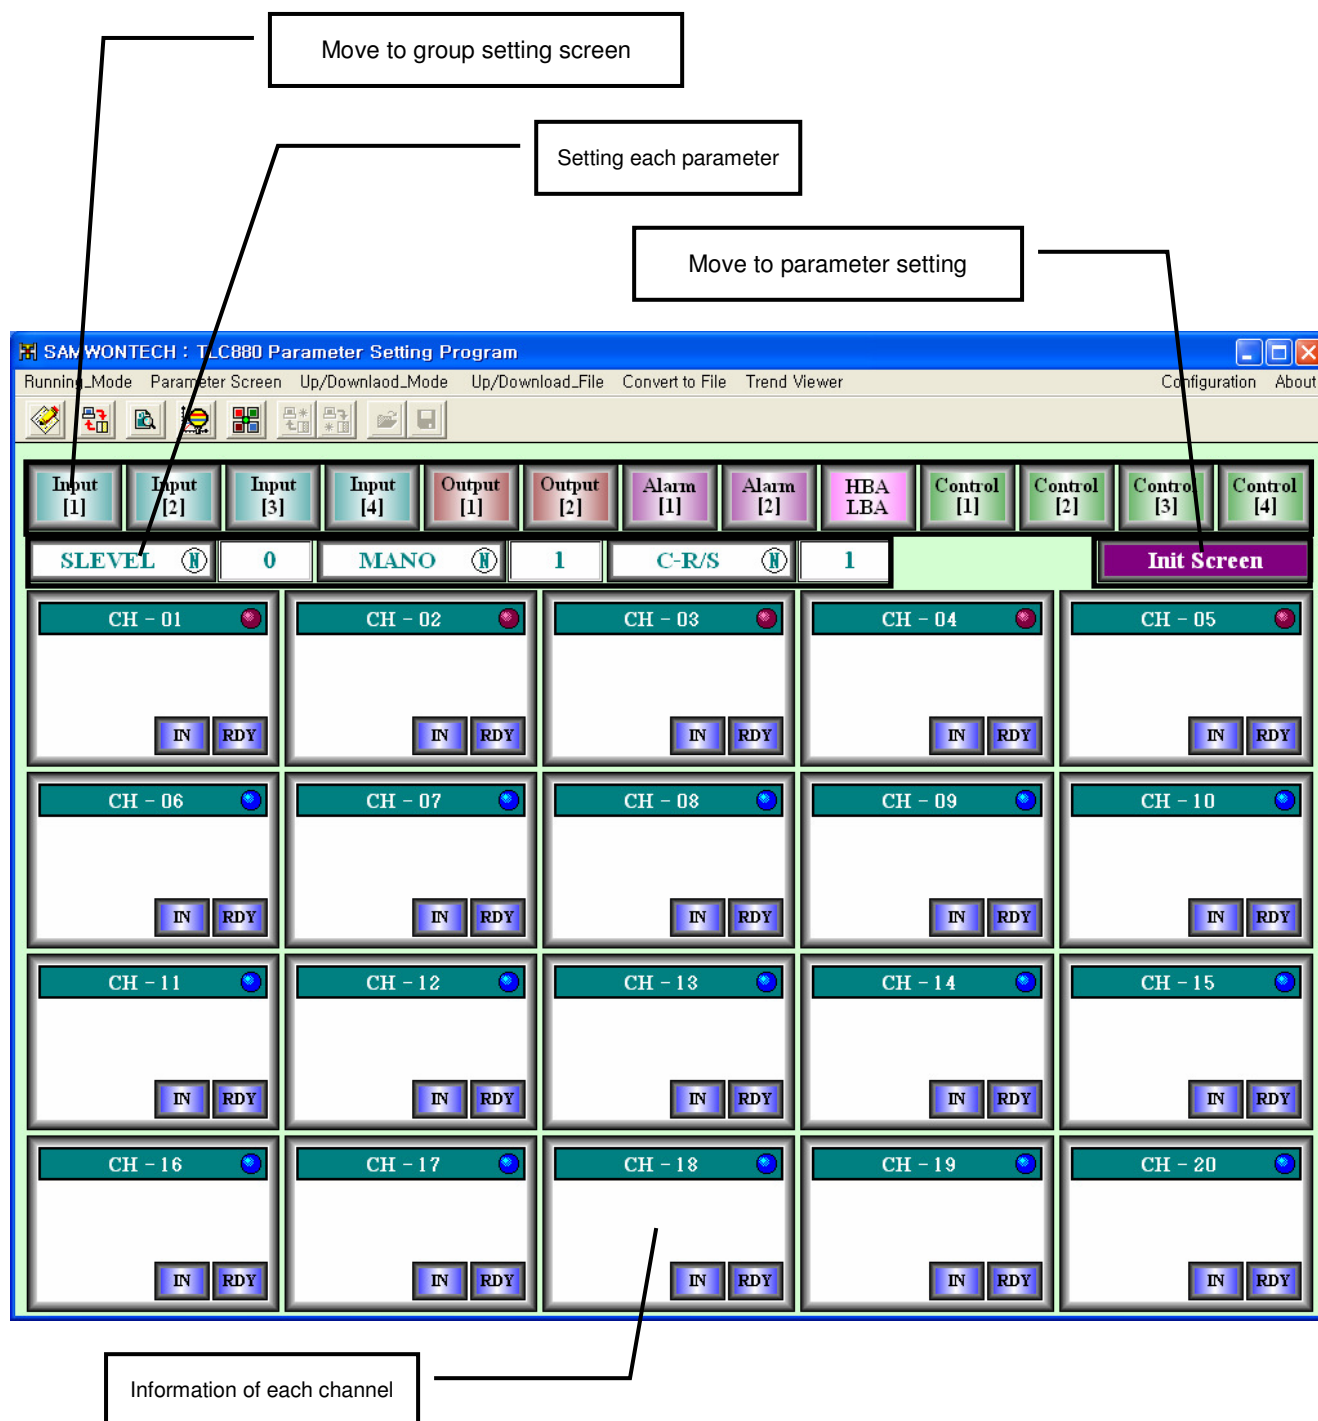 Move to group setting screen
Setting each parameter
Move to parameter setting
SAMWONTECH : TLC880 Parameter Setting Program
Running_Mode Parameter Screen Up/Downlaod_Mode Up/Download_File Convert to File Trend Viewer Configuration About
Input [1] Input [2] Input [3] Input [4] Output [1] Output [2] Alarm [1] Alarm [2] HBA LBA Control [1] Control [2] Control [3] Control [4]
SLEVEL N 0 MANO N 1 C-R/S N 1 Init Screen
CH - 01 CH - 02 CH - 03 CH - 04 CH - 05
IN RDY IN RDY IN RDY IN RDY IN RDY
CH - 06 CH - 07 CH - 08 CH - 09 CH - 10
IN RDY IN RDY IN RDY IN RDY IN RDY
CH - 11 CH - 12 CH - 13 CH - 14 CH - 15
IN RDY IN RDY IN RDY IN RDY IN RDY
CH - 16 CH - 17 CH - 18 CH - 19 CH - 20
IN RDY IN RDY IN RDY IN RDY IN RDY
Information of each channel